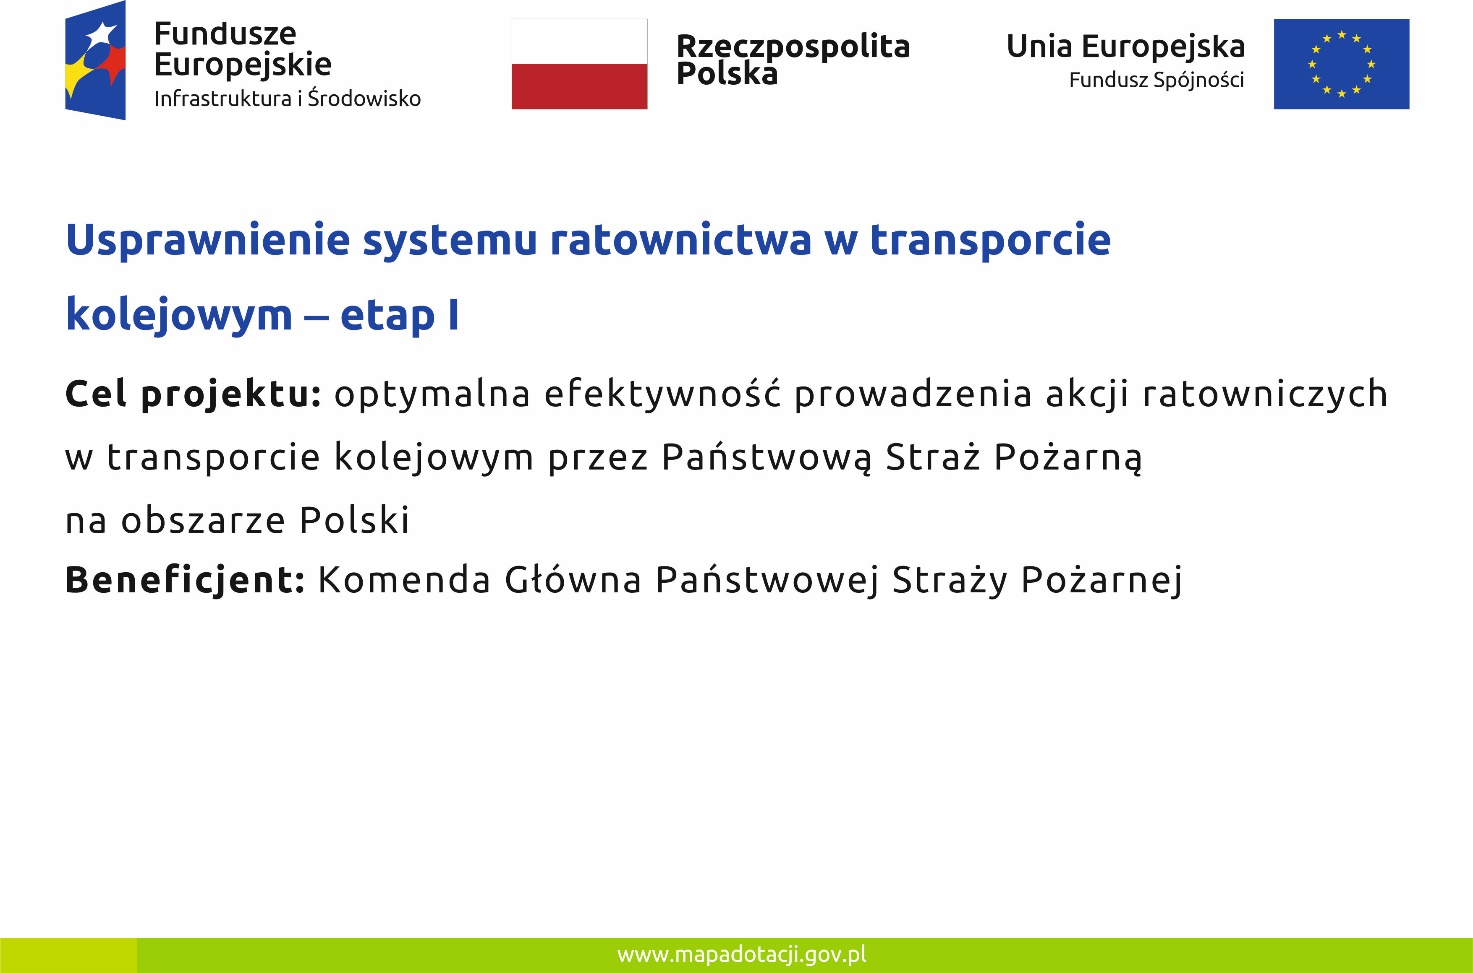 Fundusze
Europejskie
Infrastruktura i Środowisko
Rzeczpospolita
Polska
Unia Europejska
Fundusz Spójności
Usprawnienie systemu ratownictwa w transporcie
kolejowym – etap I
Cel projektu: optymalna efektywność prowadzenia akcji ratowniczych
w transporcie kolejowym przez Państwową Straż Pożarną
na obszarze Polski
Beneficjent: Komenda Główna Państwowej Straży Pożarnej
www.mapadotacji.gov.pl